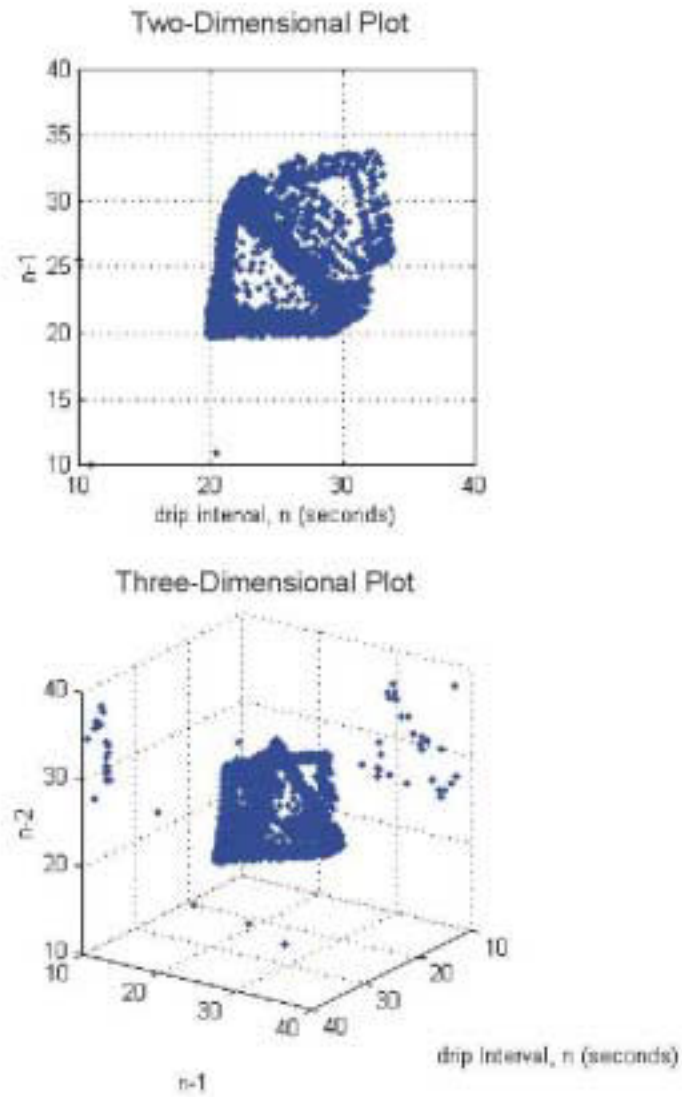 Two-Dimensional Plot
40
35
30
25
20
15
10
n-1
10 20 30 40
drip interval, n (seconds)
Three-Dimensional Plot
40
30
20
10
n-2
10 20 30 40
40 30 20 10
drip Interval, n (seconds)
n-1